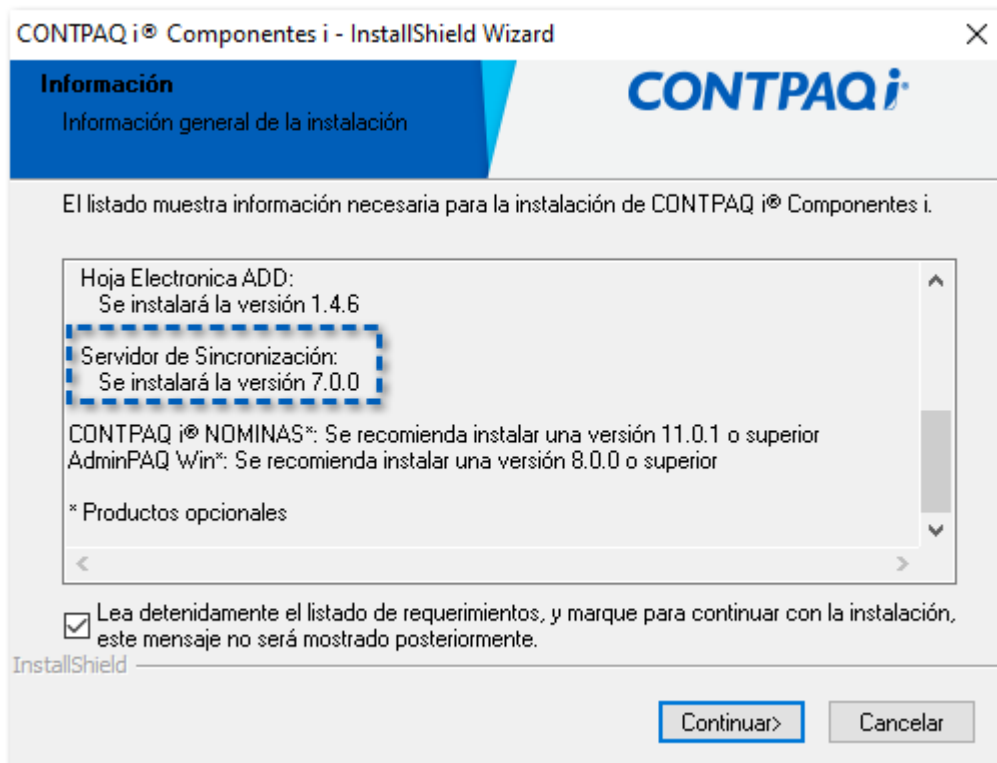 CONTPAQ i® Componentes i - InstallShield Wizard
Información
CONTPAQ i®
Información general de la instalación
El listado muestra información necesaria para la instalación de CONTPAQ i® Componentes i.
Hoja Electronica ADD:
Se instalará la versión 1.4.6
Servidor de Sincronización:
Se instalará la versión 7.0.0
CONTPAQ i® NOMINAS*: Se recomienda instalar una versión 11.0.1 o superior
AdminPAQ Win*: Se recomienda instalar una versión 8.0.0 o superior
* Productos opcionales
Lea detenidamente el listado de requerimientos, y marque para continuar con la instalación,
este mensaje no será mostrado posteriormente.
InstallShield
Continuar>
Cancelar